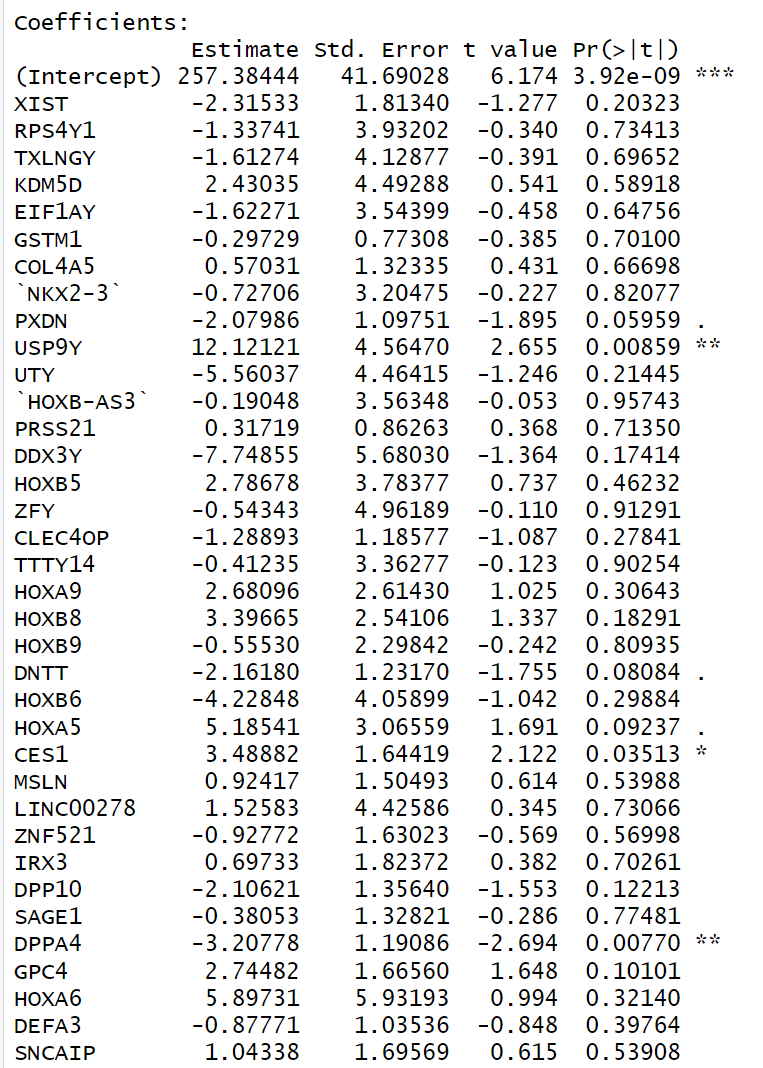 Coefficients:
Estimate Std. Error t value Pr(>|t|)
(Intercept) 257.38444 41.69028 6.174 3.92e-09 ***
XIST -2.31533 1.81340 -1.277 0.20323
RPS4Y1 -1.33741 3.93202 -0.340 0.73413
TXLNGY -1.61274 4.12877 -0.391 0.69652
KDM5D 2.43035 4.49288 0.541 0.58918
EIF1AY -1.62271 3.54399 -0.458 0.64756
GSTM1 -0.29729 0.77308 -0.385 0.70100
COL4A5 0.57031 1.32335 0.431 0.66698
`NKX2-3` -0.72706 3.20475 -0.227 0.82077
PXDN -2.07986 1.09751 -1.895 0.05959 .
USP9Y 12.12121 4.56470 2.655 0.00859 **
UTY -5.56037 4.46415 -1.246 0.21445
`HOXB-AS3` -0.19048 3.56348 -0.053 0.95743
PRSS21 0.31719 0.86263 0.368 0.71350
DDX3Y -7.74855 5.68030 -1.364 0.17414
HOXB5 2.78678 3.78377 0.737 0.46232
ZFY -0.54343 4.96189 -0.110 0.91291
CLEC4OP -1.28893 1.18577 -1.087 0.27841
TTTY14 -0.41235 3.36277 -0.123 0.90254
HOXA9 2.68096 2.61430 1.025 0.30643
HOXB8 3.39665 2.54106 1.337 0.18291
HOXB9 -0.55530 2.29842 -0.242 0.80935
DNTT -2.16180 1.23170 -1.755 0.08084 .
HOXB6 -4.22848 4.05899 -1.042 0.29884
HOXA5 5.18541 3.06559 1.691 0.09237 .
CES1 3.48882 1.64419 2.122 0.03513 *
MSLN 0.92417 1.50493 0.614 0.53988
LINC00278 1.52583 4.42586 0.345 0.73066
ZNF521 -0.92772 1.63023 -0.569 0.56998
IRX3 0.69733 1.82372 0.382 0.70261
DPP10 -2.10621 1.35640 -1.553 0.12213
SAGE1 -0.38053 1.32821 -0.286 0.77481
DPPA4 -3.20778 1.19086 -2.694 0.00770 **
GPC4 2.74482 1.66560 1.648 0.10101
HOXA6 5.89731 5.93193 0.994 0.32140
DEFA3 -0.87771 1.03536 -0.848 0.39764
SNCAIP 1.04338 1.69569 0.615 0.53908